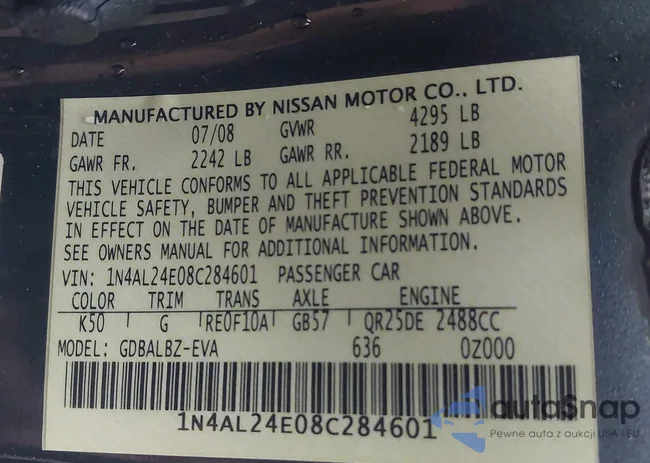 MANUFACTURED BY NISSAN MOTOR CO., LTD.
DATE 07/08 GVWR 4295 LB
GAWR FR. 2242 LB GAWR RR. 2189 LB
THIS VEHICLE CONFORMS TO ALL APPLICABLE FEDERAL MOTOR
VEHICLE SAFETY, BUMPER AND THEFT PREVENTION STANDARDS
IN EFFECT ON THE DATE OF MANUFACTURE SHOWN ABOVE.
SEE OWNERS MANUAL FOR ADDITIONAL INFORMATION.
VIN: 1N4AL24E08C284601 PASSENGER CAR
COLOR TRIM TRANS AXLE ENGINE
K50 G RE0F10A GB57 QR25DE 2488CC
MODEL: GDBALBZ-EVA 636 0Z000
1N4AL24E08C284601
autaSnap
Pewne auta z aukcji USA i EU